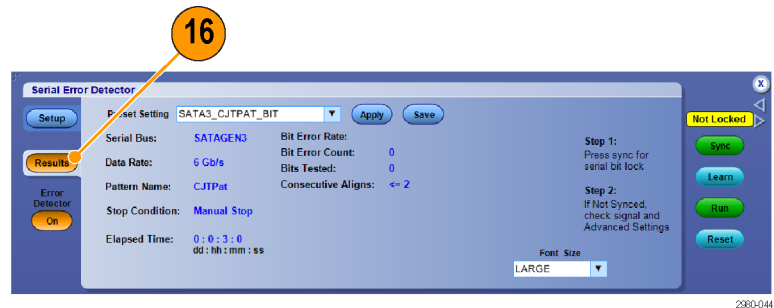 16
Serial Error Detector
X
Setup
Preset Setting
SATA3_CJTPAT_BIT
Apply
Save
Not Locked
Serial Bus: SATAGEN3
Bit Error Rate:
Step 1:
Sync
Bit Error Count: 0
Press sync for
serial bit lock
Results
Data Rate: 6 Gb/s
Bits Tested: 0
Learn
Pattern Name: CJTPat
Consecutive Aligns: <= 2
Step 2:
Error
Detector
On
If Not Synced,
check signal and
Advanced Settings
Run
Stop Condition: Manual Stop
Elapsed Time: 0 : 0 : 3 : 0
dd : hh : mm : ss
Reset
Font Size
LARGE
2980-044